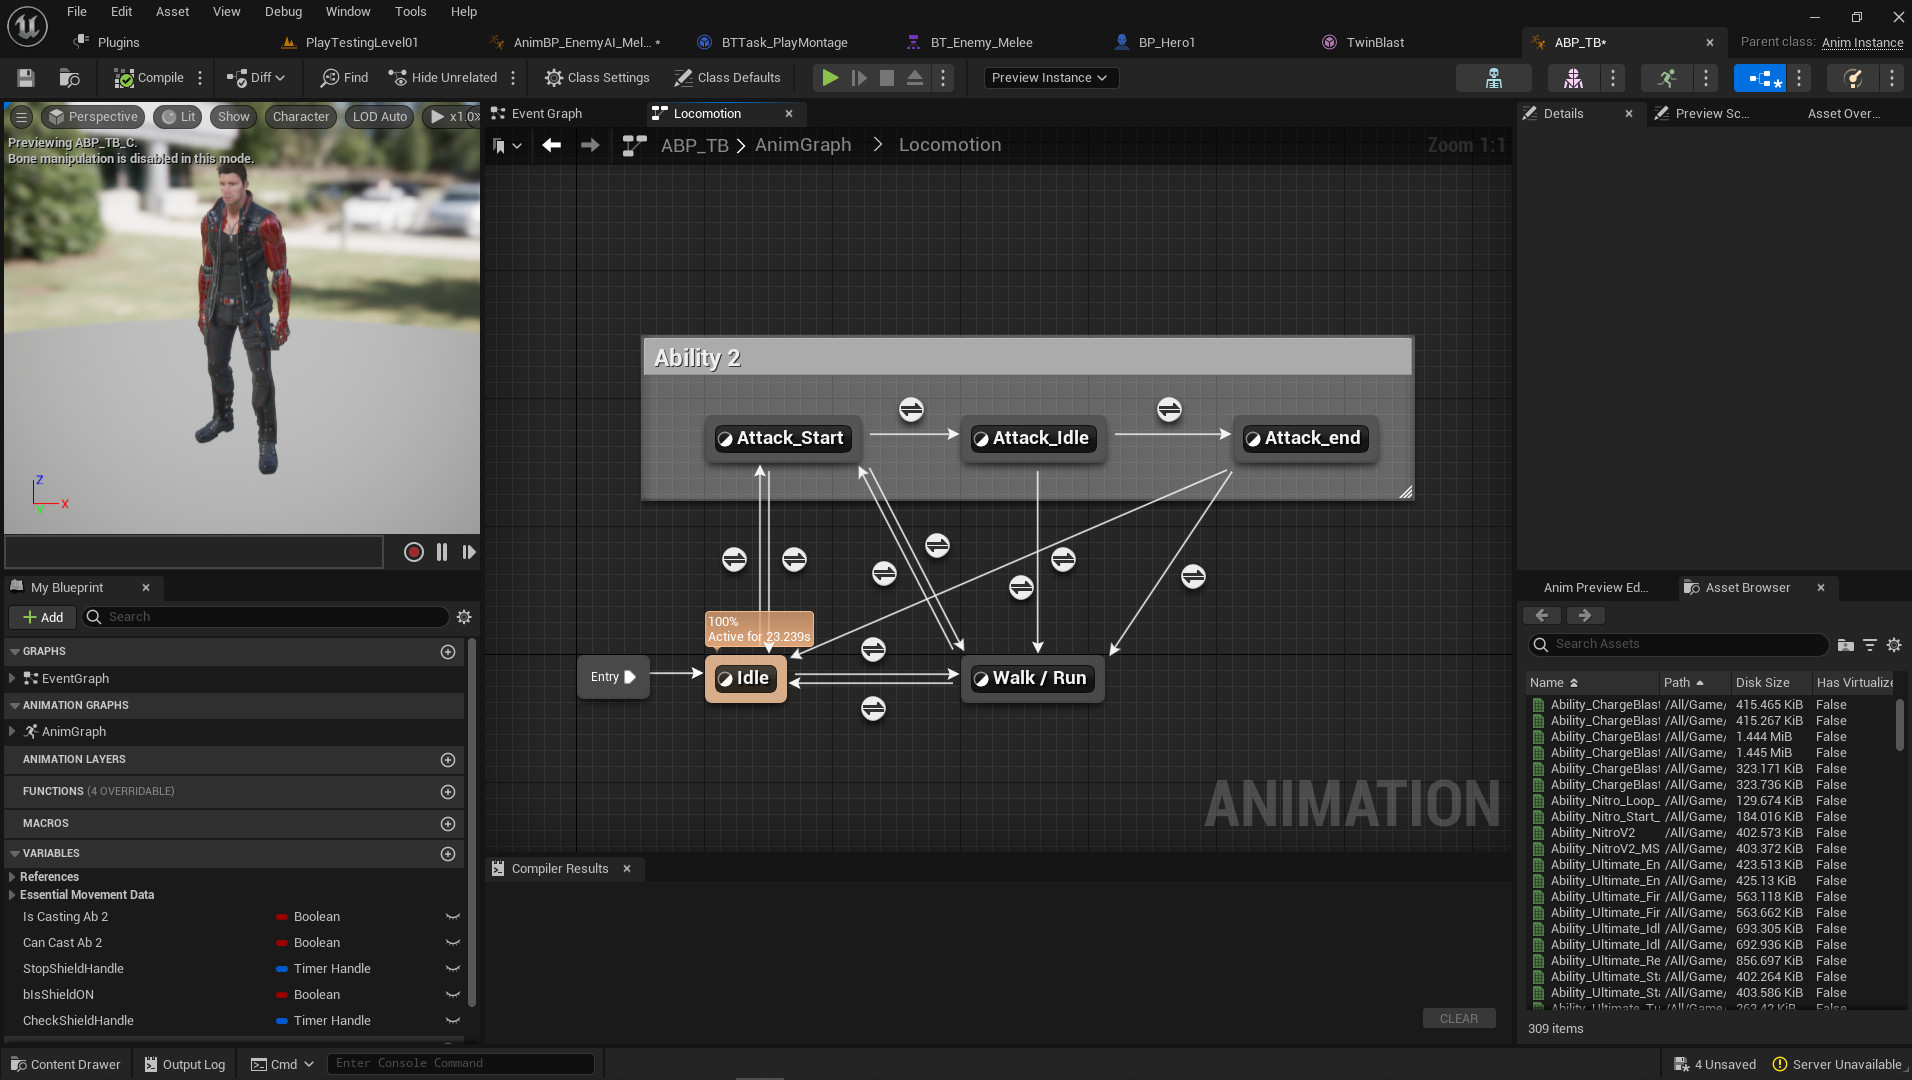 File Edit Asset View Debug Window Tools Help
Plugins
PlayTestingLevel01
AnimBP_EnemyAI_Mel... *
BTTask_PlayMontage
BT_Enemy_Melee
BP_Hero1
TwinBlast
ABP_TB*
Parent class: Anim Instance
Compile
Diff
Find
Hide Unrelated
Class Settings
Class Defaults
Preview Instance
Perspective
Lit
Show
Character
LOD Auto
x1.0
Previewing ABP_TB_C.
Bone manipulation is disabled in this mode.
Z
X
Y
Event Graph
Locomotion
ABP_TB > AnimGraph > Locomotion
Zoom 1:1
Ability 2
Attack_Start
Attack_Idle
Attack_end
100%
Active for 23.239s
Entry
Idle
Walk / Run
ANIMATION
My Blueprint
Add
Search
GRAPHS
EventGraph
ANIMATION GRAPHS
AnimGraph
ANIMATION LAYERS
FUNCTIONS (4 OVERRIDABLE)
MACROS
VARIABLES
References
Essential Movement Data
Is Casting Ab 2 Boolean
Can Cast Ab 2 Boolean
StopShieldHandle Timer Handle
bIsShieldON Boolean
CheckShieldHandle Timer Handle
Compiler Results
CLEAR
Details
Preview Sc...
Asset Over...
Anim Preview Ed...
Asset Browser
Search Assets
Name Path Disk Size Has Virtualize
Ability_ChargeBlast /All/Game/ 415.465 KiB False
Ability_ChargeBlast /All/Game/ 415.267 KiB False
Ability_ChargeBlast /All/Game/ 1.444 MiB False
Ability_ChargeBlast /All/Game/ 1.445 MiB False
Ability_ChargeBlast /All/Game/ 323.171 KiB False
Ability_ChargeBlast /All/Game/ 323.736 KiB False
Ability_Nitro_Loop_ /All/Game/ 129.674 KiB False
Ability_Nitro_Start_ /All/Game/ 184.016 KiB False
Ability_NitroV2 /All/Game/ 402.573 KiB False
Ability_NitroV2_MS /All/Game/ 403.372 KiB False
Ability_Ultimate_En /All/Game/ 423.513 KiB False
Ability_Ultimate_En /All/Game/ 425.13 KiB False
Ability_Ultimate_Fir /All/Game/ 563.118 KiB False
Ability_Ultimate_Fir /All/Game/ 563.662 KiB False
Ability_Ultimate_Idl /All/Game/ 693.305 KiB False
Ability_Ultimate_Idl /All/Game/ 692.936 KiB False
Ability_Ultimate_Re /All/Game/ 856.697 KiB False
Ability_Ultimate_Sta /All/Game/ 402.264 KiB False
Ability_Ultimate_Sta /All/Game/ 403.586 KiB False
Ability_Ultimate_Tu /All/Game/ 263.42 KiB False
309 items
Content Drawer
Output Log
Cmd
Enter Console Command
4 Unsaved
Server Unavailable